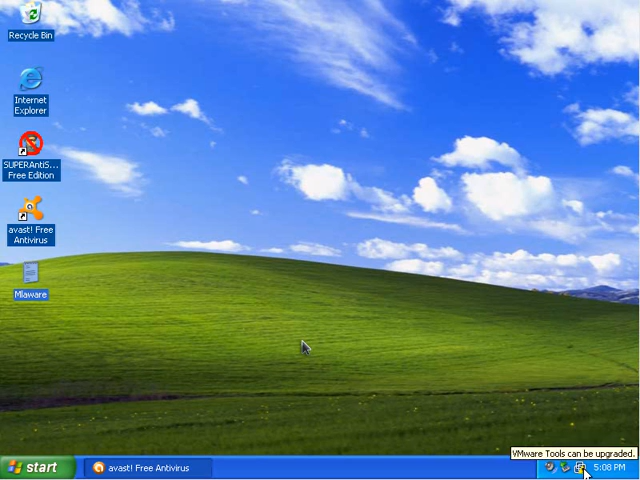 Recycle Bin
Internet
Explorer
SUPERAntiS...
Free Edition
avast! Free
Antivirus
Mlaware
VMware Tools can be upgraded.
start
avast! Free Antivirus
5:08 PM